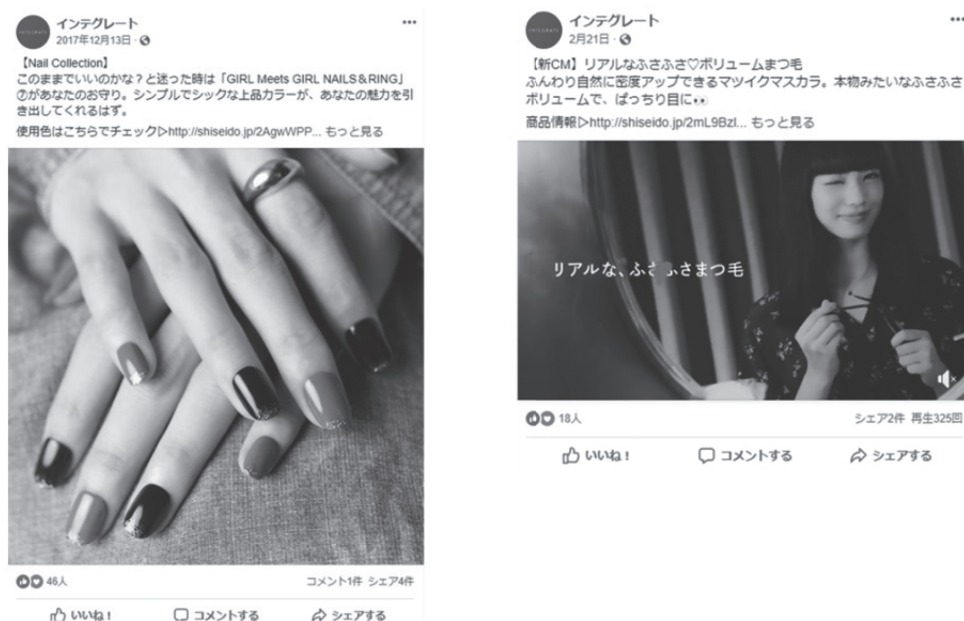 インテグレート
2017年12月13日・
【Nail Collection】
このままでいいのかな？と迷った時は「GIRL Meets GIRL NAILS＆RING」
⑦があなたのお守り。シンプルでシックな上品カラーが、あなたの魅力を引
き出してくれるはず。
使用色はこちらでチェック▷http://shiseido.jp/2AgwWPP... もっと見る
46人
コメント1件 シェア4件
いいね！
コメントする
シェアする
インテグレート
2月21日・
【新CM】リアルなふさふさ♡ボリュームまつ毛
ふんわり自然に密度アップできるマツイクマスカラ。本物みたいなふさふさ
ボリュームで、ぱっちり目に👀
商品情報▷http://shiseido.jp/2mL9BzI... もっと見る
リアルな、ふさふさまつ毛
18人
シェア2件 再生325回
いいね！
コメントする
シェアする